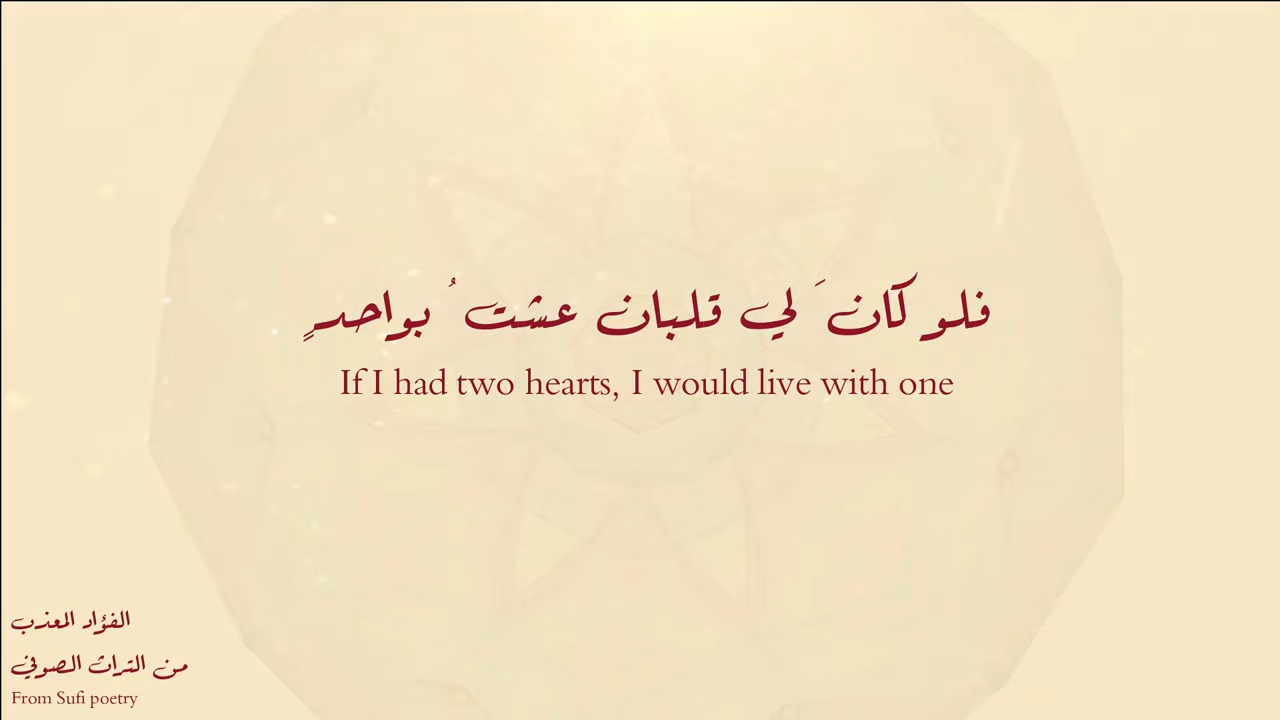 فلو كانَ لي قلبان عشتُ بواحدٍ
If I had two hearts, I would live with one
الفؤاد المعذب
من التراث الصوفي
From Sufi poetry